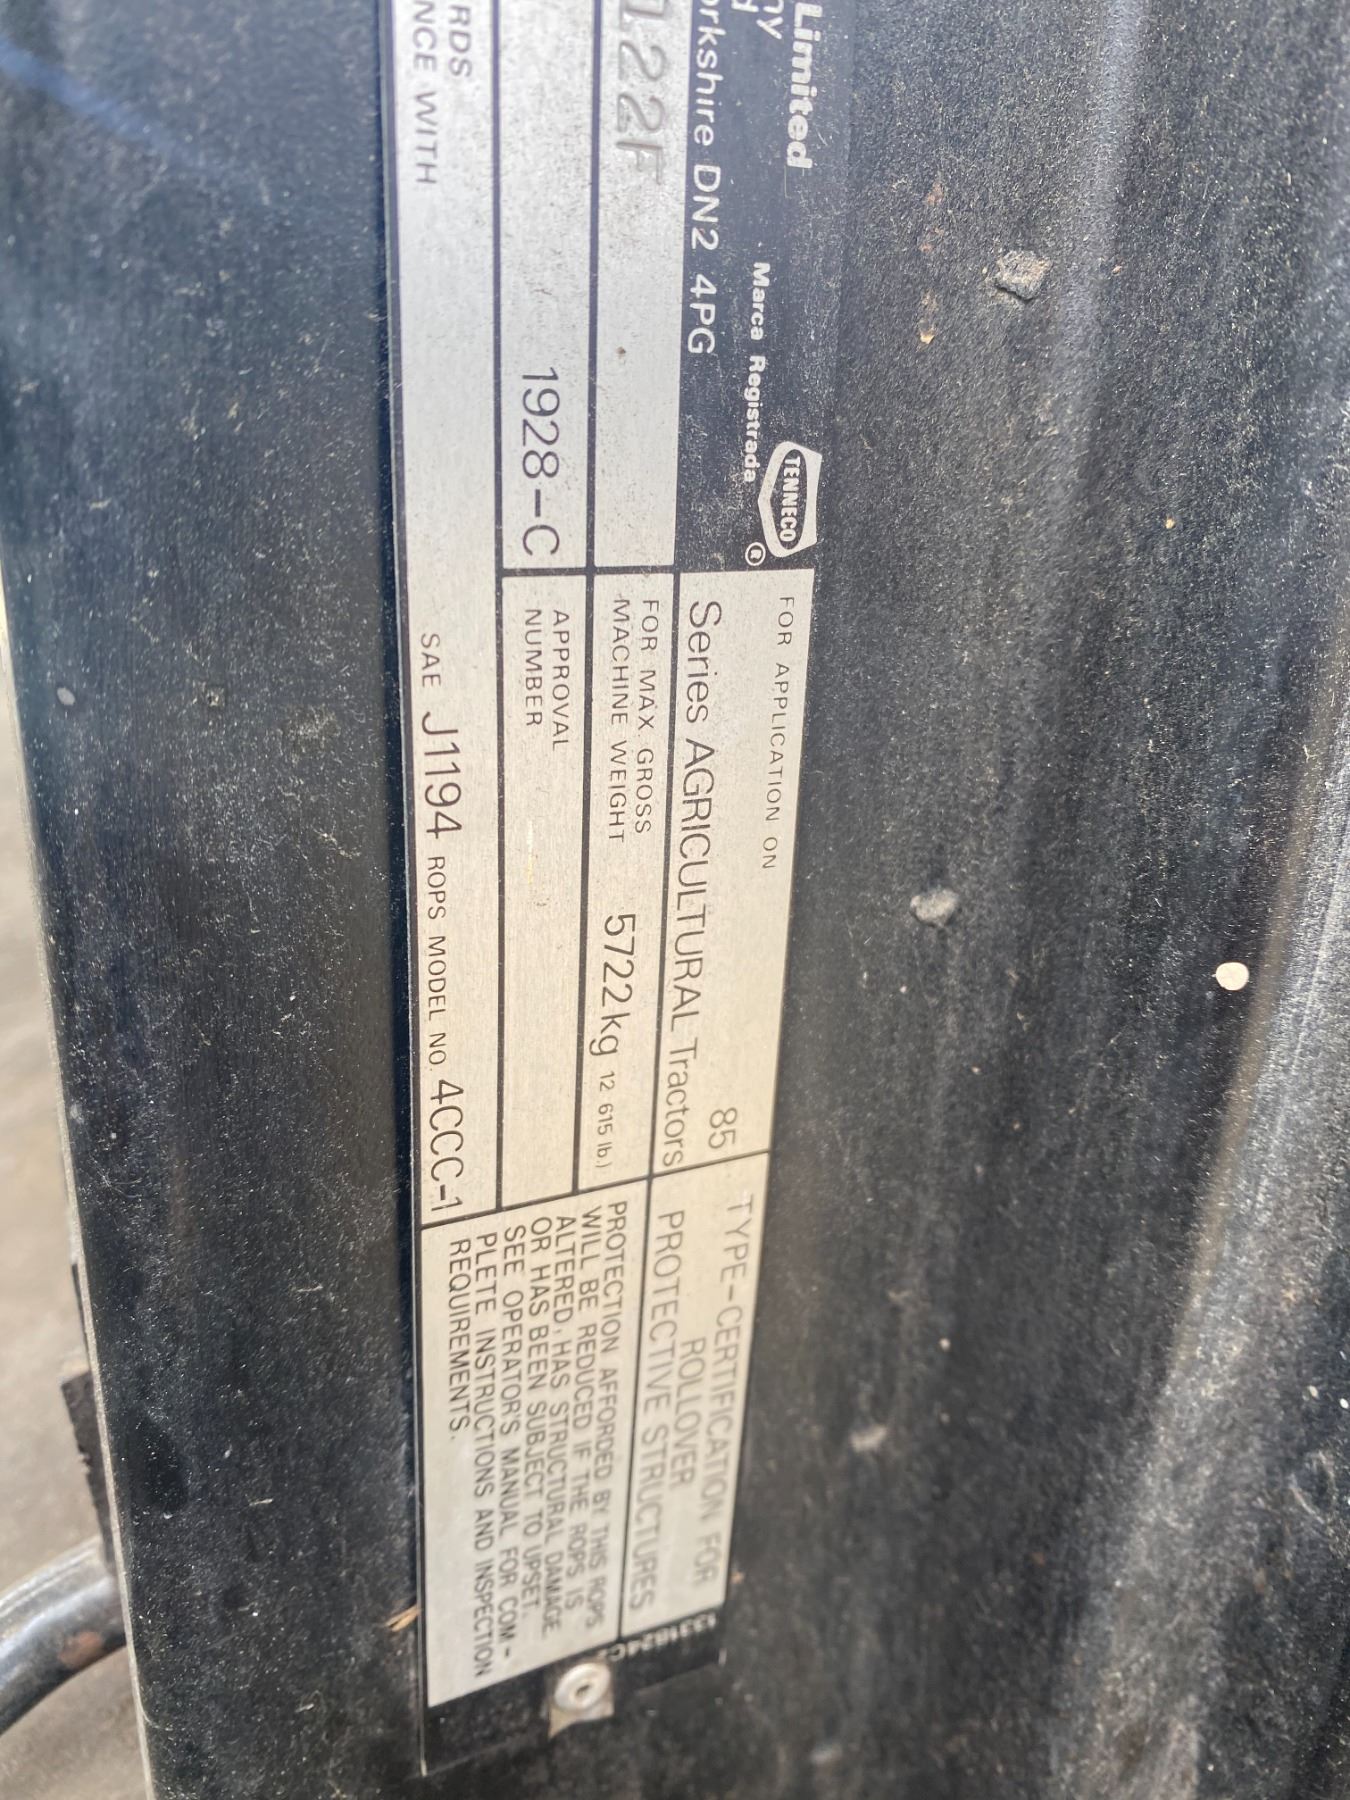 Limited
ny
d
orkshire DN2 4PG
Marca Registrada
TENNECO
®
122F
1928-C
RDS
NCE WITH
FOR APPLICATION ON
85
Series AGRICULTURAL Tractors
FOR MAX GROSS
MACHINE WEIGHT 5722 kg 12 615 lb.)
APPROVAL
NUMBER
SAE J1194 ROPS MODEL NO. 4CCC-1
TYPE-CERTIFICATION FOR
ROLLOVER
PROTECTIVE STRUCTURES
PROTECTION AFFORDED BY THIS ROPS
WILL BE REDUCED IF THE ROPS IS
ALTERED, HAS STRUCTURAL DAMAGE
OR HAS BEEN SUBJECT TO UPSET.
SEE OPERATOR'S MANUAL FOR COM-
PLETE INSTRUCTIONS AND INSPECTION
REQUIREMENTS.